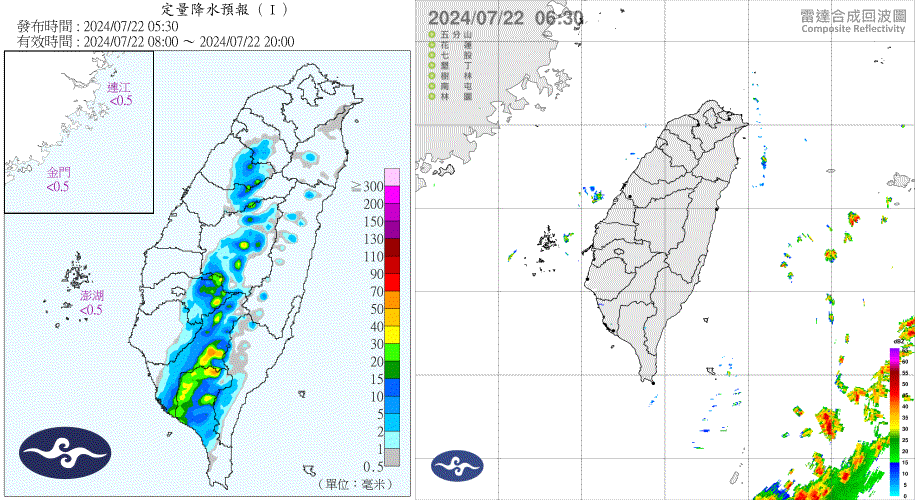 定量降水預報（Ⅰ）
發布時間：2024/07/22 05:30
有效時間：2024/07/22 08:00 ～ 2024/07/22 20:00
連江
<0.5
金門
<0.5
澎湖
<0.5
≥300
200
150
130
110
90
70
50
40
30
20
15
10
5
2
1
0.5
（單位：毫米）
2024/07/22 06:30
雷達合成回波圖
Composite Reflectivity
五分山
花蓮
七股
墾丁
樹林
南屯
林園
dBZ
65
60
55
50
45
40
35
30
25
20
15
10
5
0